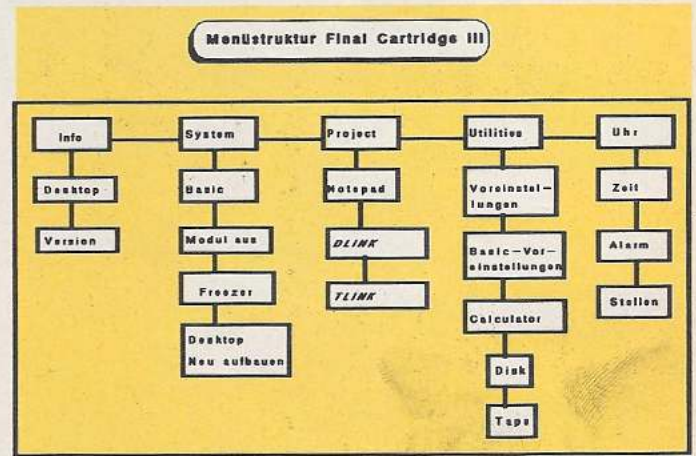 Menüstruktur Final Cartridge III
Info
System
Project
Utilities
Uhr
Desktop
Basic
Notepad
Voreinstel–
lungen
Zeit
Version
Modul aus
DLINK
Basic–Vor–
einstellungen
Alarm
Freezer
TLINK
Calculator
Stellen
Desktop
Neu aufbauen
Disk
Tape